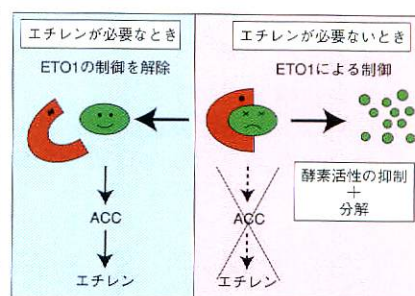 エチレンが必要なとき
ETO1の制御を解除
ACC
エチレン
エチレンが必要ないとき
ETO1による制御
酵素活性の抑制
+
分解
ACC
エチレン